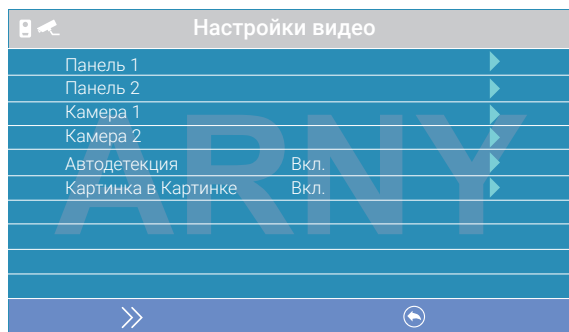 Настройки видео
Панель 1
Панель 2
Камера 1
Камера 2
Автодетекция Вкл.
Картинка в Картинке Вкл.
ARNY